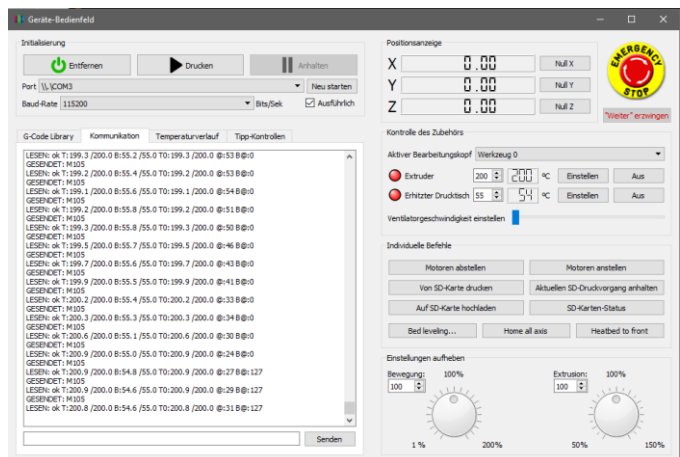 Geräte-Bedienfeld
Initialisierung
Entfernen Drucken Anhalten
Port \\.\COM3 Neu starten
Baud-Rate 115200 Bits/Sek Ausführlich
G-Code Library Kommunikation Temperaturverlauf Tipp-Kontrollen
LESEN: ok T:199.3 /200.0 B:55.2 /55.0 T0:199.3 /200.0 @:53 B@:0
GESENDET: M105
LESEN: ok T:199.2 /200.0 B:55.4 /55.0 T0:199.2 /200.0 @:53 B@:0
GESENDET: M105
LESEN: ok T:199.1 /200.0 B:55.6 /55.0 T0:199.1 /200.0 @:54 B@:0
GESENDET: M105
LESEN: ok T:199.2 /200.0 B:55.8 /55.0 T0:199.2 /200.0 @:51 B@:0
GESENDET: M105
LESEN: ok T:199.3 /200.0 B:55.8 /55.0 T0:199.3 /200.0 @:50 B@:0
GESENDET: M105
LESEN: ok T:199.5 /200.0 B:55.7 /55.0 T0:199.5 /200.0 @:46 B@:0
GESENDET: M105
LESEN: ok T:199.7 /200.0 B:55.6 /55.0 T0:199.7 /200.0 @:43 B@:0
GESENDET: M105
LESEN: ok T:199.9 /200.0 B:55.5 /55.0 T0:199.9 /200.0 @:41 B@:0
GESENDET: M105
LESEN: ok T:200.2 /200.0 B:55.4 /55.0 T0:200.2 /200.0 @:33 B@:0
GESENDET: M105
LESEN: ok T:200.3 /200.0 B:55.3 /55.0 T0:200.3 /200.0 @:34 B@:0
GESENDET: M105
LESEN: ok T:200.6 /200.0 B:55.1 /55.0 T0:200.6 /200.0 @:30 B@:0
GESENDET: M105
LESEN: ok T:200.9 /200.0 B:55.0 /55.0 T0:200.9 /200.0 @:24 B@:0
GESENDET: M105
LESEN: ok T:200.9 /200.0 B:54.8 /55.0 T0:200.9 /200.0 @:27 B@:127
GESENDET: M105
LESEN: ok T:200.9 /200.0 B:54.6 /55.0 T0:200.9 /200.0 @:29 B@:127
GESENDET: M105
LESEN: ok T:200.8 /200.0 B:54.6 /55.0 T0:200.8 /200.0 @:31 B@:127
Senden
Positionsanzeige
X 0.00 Null X
Y 0.00 Null Y
Z 0.00 Null Z
EMERGENCY
STOP
"Weiter" erzwingen
Kontrolle des Zubehörs
Aktiver Bearbeitungskopf Werkzeug 0
Extruder 200 200 °C Einstellen Aus
Erhitzter Drucktisch 55 54 °C Einstellen Aus
Ventilatorgeschwindigkeit einstellen
Individuelle Befehle
Motoren abstellen Motoren anstellen
Von SD-Karte drucken Aktuellen SD-Druckvorgang anhalten
Auf SD-Karte hochladen SD-Karten-Status
Bed leveling... Home all axis Heatbed to front
Einstellungen aufheben
Bewegung: 100% Extrusion: 100%
100 100
1 % 200% 50% 150%